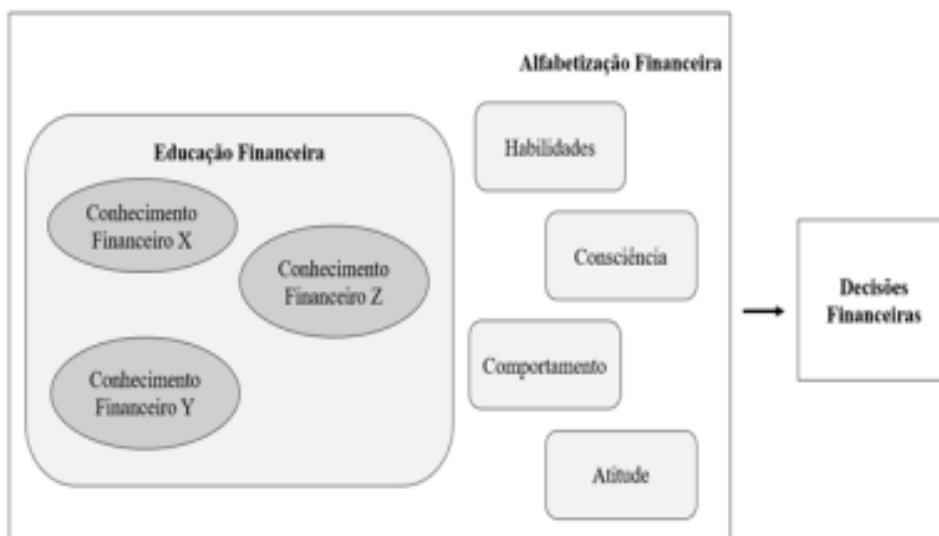 Alfabetização Financeira
Educação Financeira
Conhecimento
Financeiro X
Conhecimento
Financeiro Z
Conhecimento
Financeiro Y
Habilidades
Consciência
Comportamento
Atitude
Decisões
Financeiras